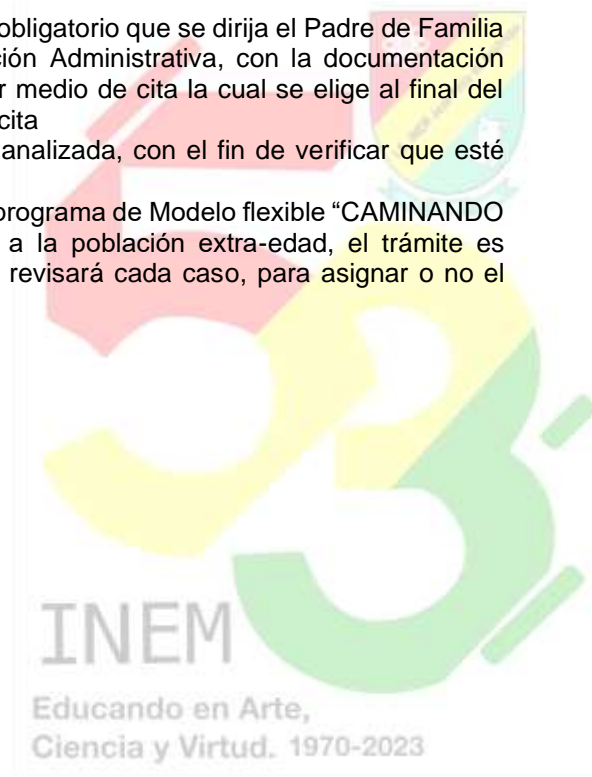 obligatorio que se dirija el Padre de Familia
ción Administrativa, con la documentación
r medio de cita la cual se elige al final del
cita
analizada, con el fin de verificar que esté
programa de Modelo flexible “CAMINANDO
a la población extra-edad, el trámite es
revisará cada caso, para asignar o no el
53
INEM
Educando en Arte,
Ciencia y Virtud. 1970-2023